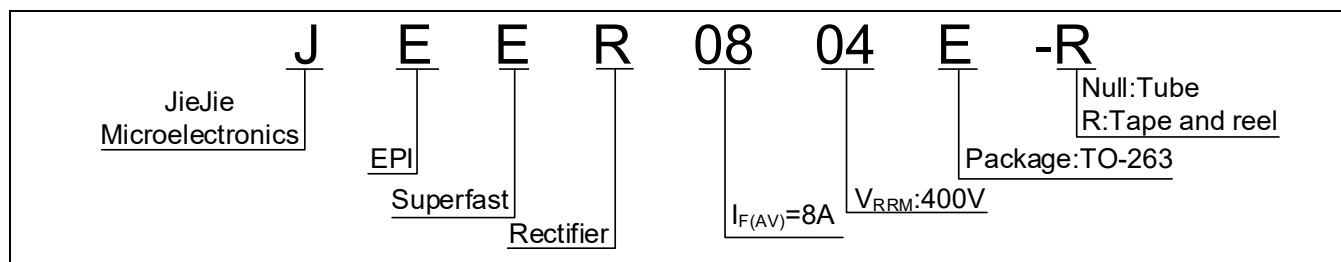 J E E R 08 04 E -R
JieJie
Microelectronics
EPI
Superfast
Rectifier
I_F(AV)=8A
V_RRM:400V
Package:TO-263
Null:Tube
R:Tape and reel